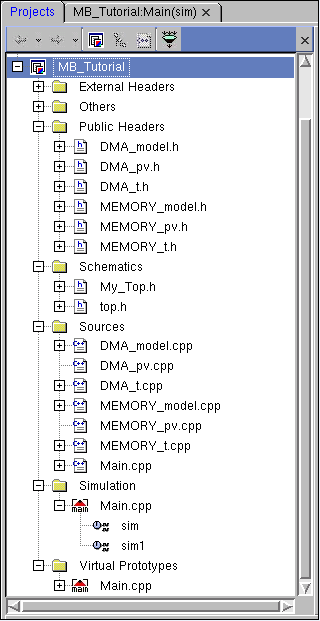 Projects MB_Tutorial:Main(sim)
MB_Tutorial
External Headers
Others
Public Headers
DMA_model.h
DMA_pv.h
DMA_t.h
MEMORY_model.h
MEMORY_pv.h
MEMORY_t.h
Schematics
My_Top.h
top.h
Sources
DMA_model.cpp
DMA_pv.cpp
DMA_t.cpp
MEMORY_model.cpp
MEMORY_pv.cpp
MEMORY_t.cpp
Main.cpp
Simulation
Main.cpp
sim
sim1
Virtual Prototypes
Main.cpp